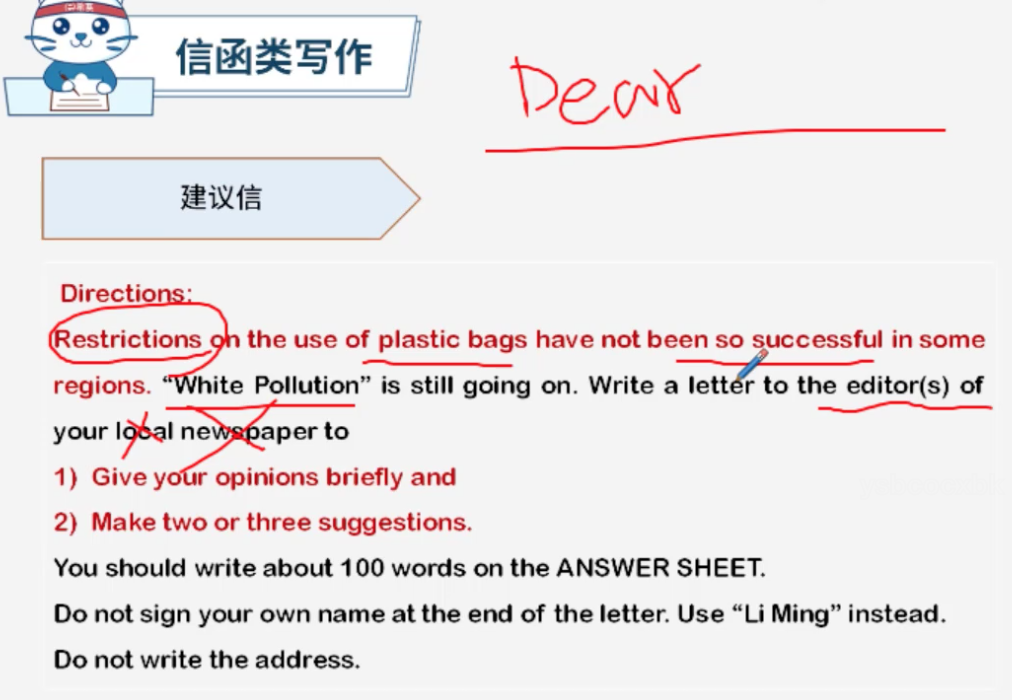 信函类写作
Dear
建议信
Directions:
Restrictions on the use of plastic bags have not been so successful in some
regions. “White Pollution” is still going on. Write a letter to the editor(s) of
your local newspaper to
1) Give your opinions briefly and
2) Make two or three suggestions.
You should write about 100 words on the ANSWER SHEET.
Do not sign your own name at the end of the letter. Use “Li Ming” instead.
Do not write the address.